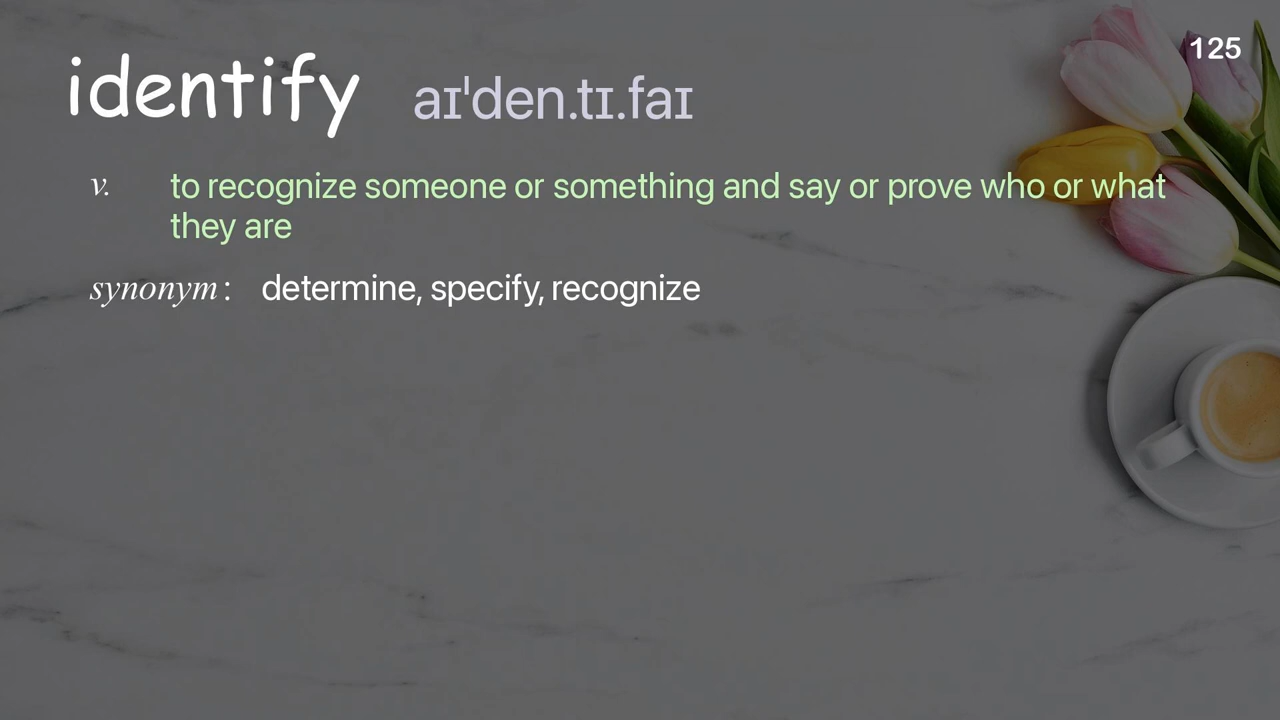 125
identify aɪˈden.tɪ.faɪ
v. to recognize someone or something and say or prove who or what
they are
synonym: determine, specify, recognize